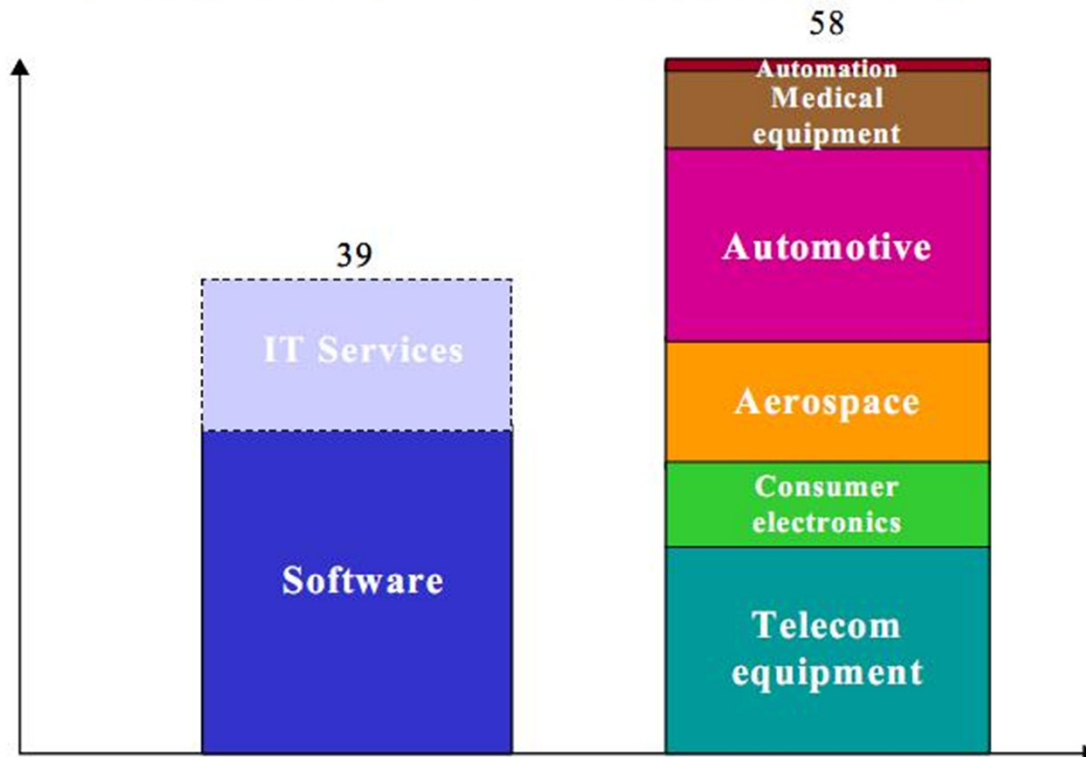 58
Automation
Medical
equipment
Automotive
39
IT Services
Aerospace
Consumer
electronics
Software
Telecom
equipment